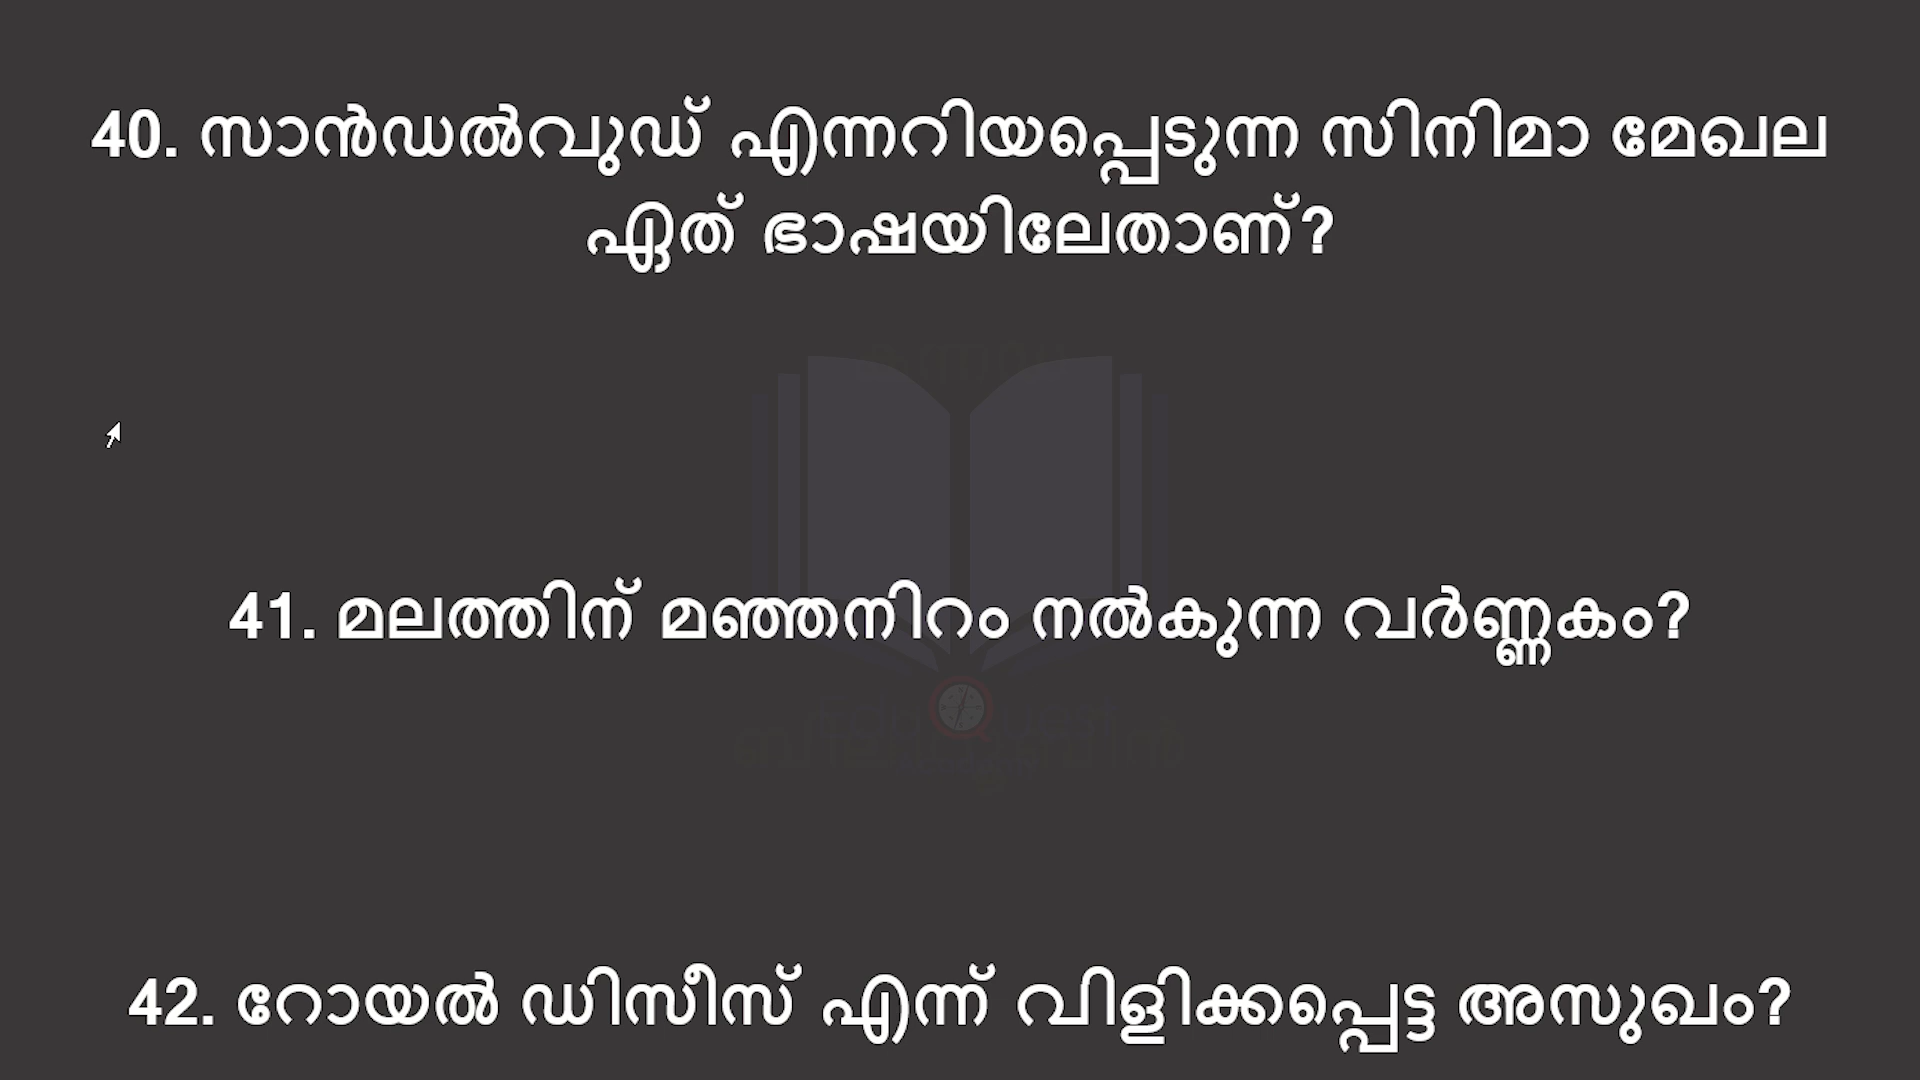 40. സാൻഡൽവുഡ് എന്നറിയപ്പെടുന്ന സിനിമാ മേഖല
ഏത് ഭാഷയിലേതാണ്?
41. മലത്തിന് മഞ്ഞനിറം നൽകുന്ന വർണ്ണകം?
42. റോയൽ ഡിസീസ് എന്ന് വിളിക്കപ്പെട്ട അസുഖം?